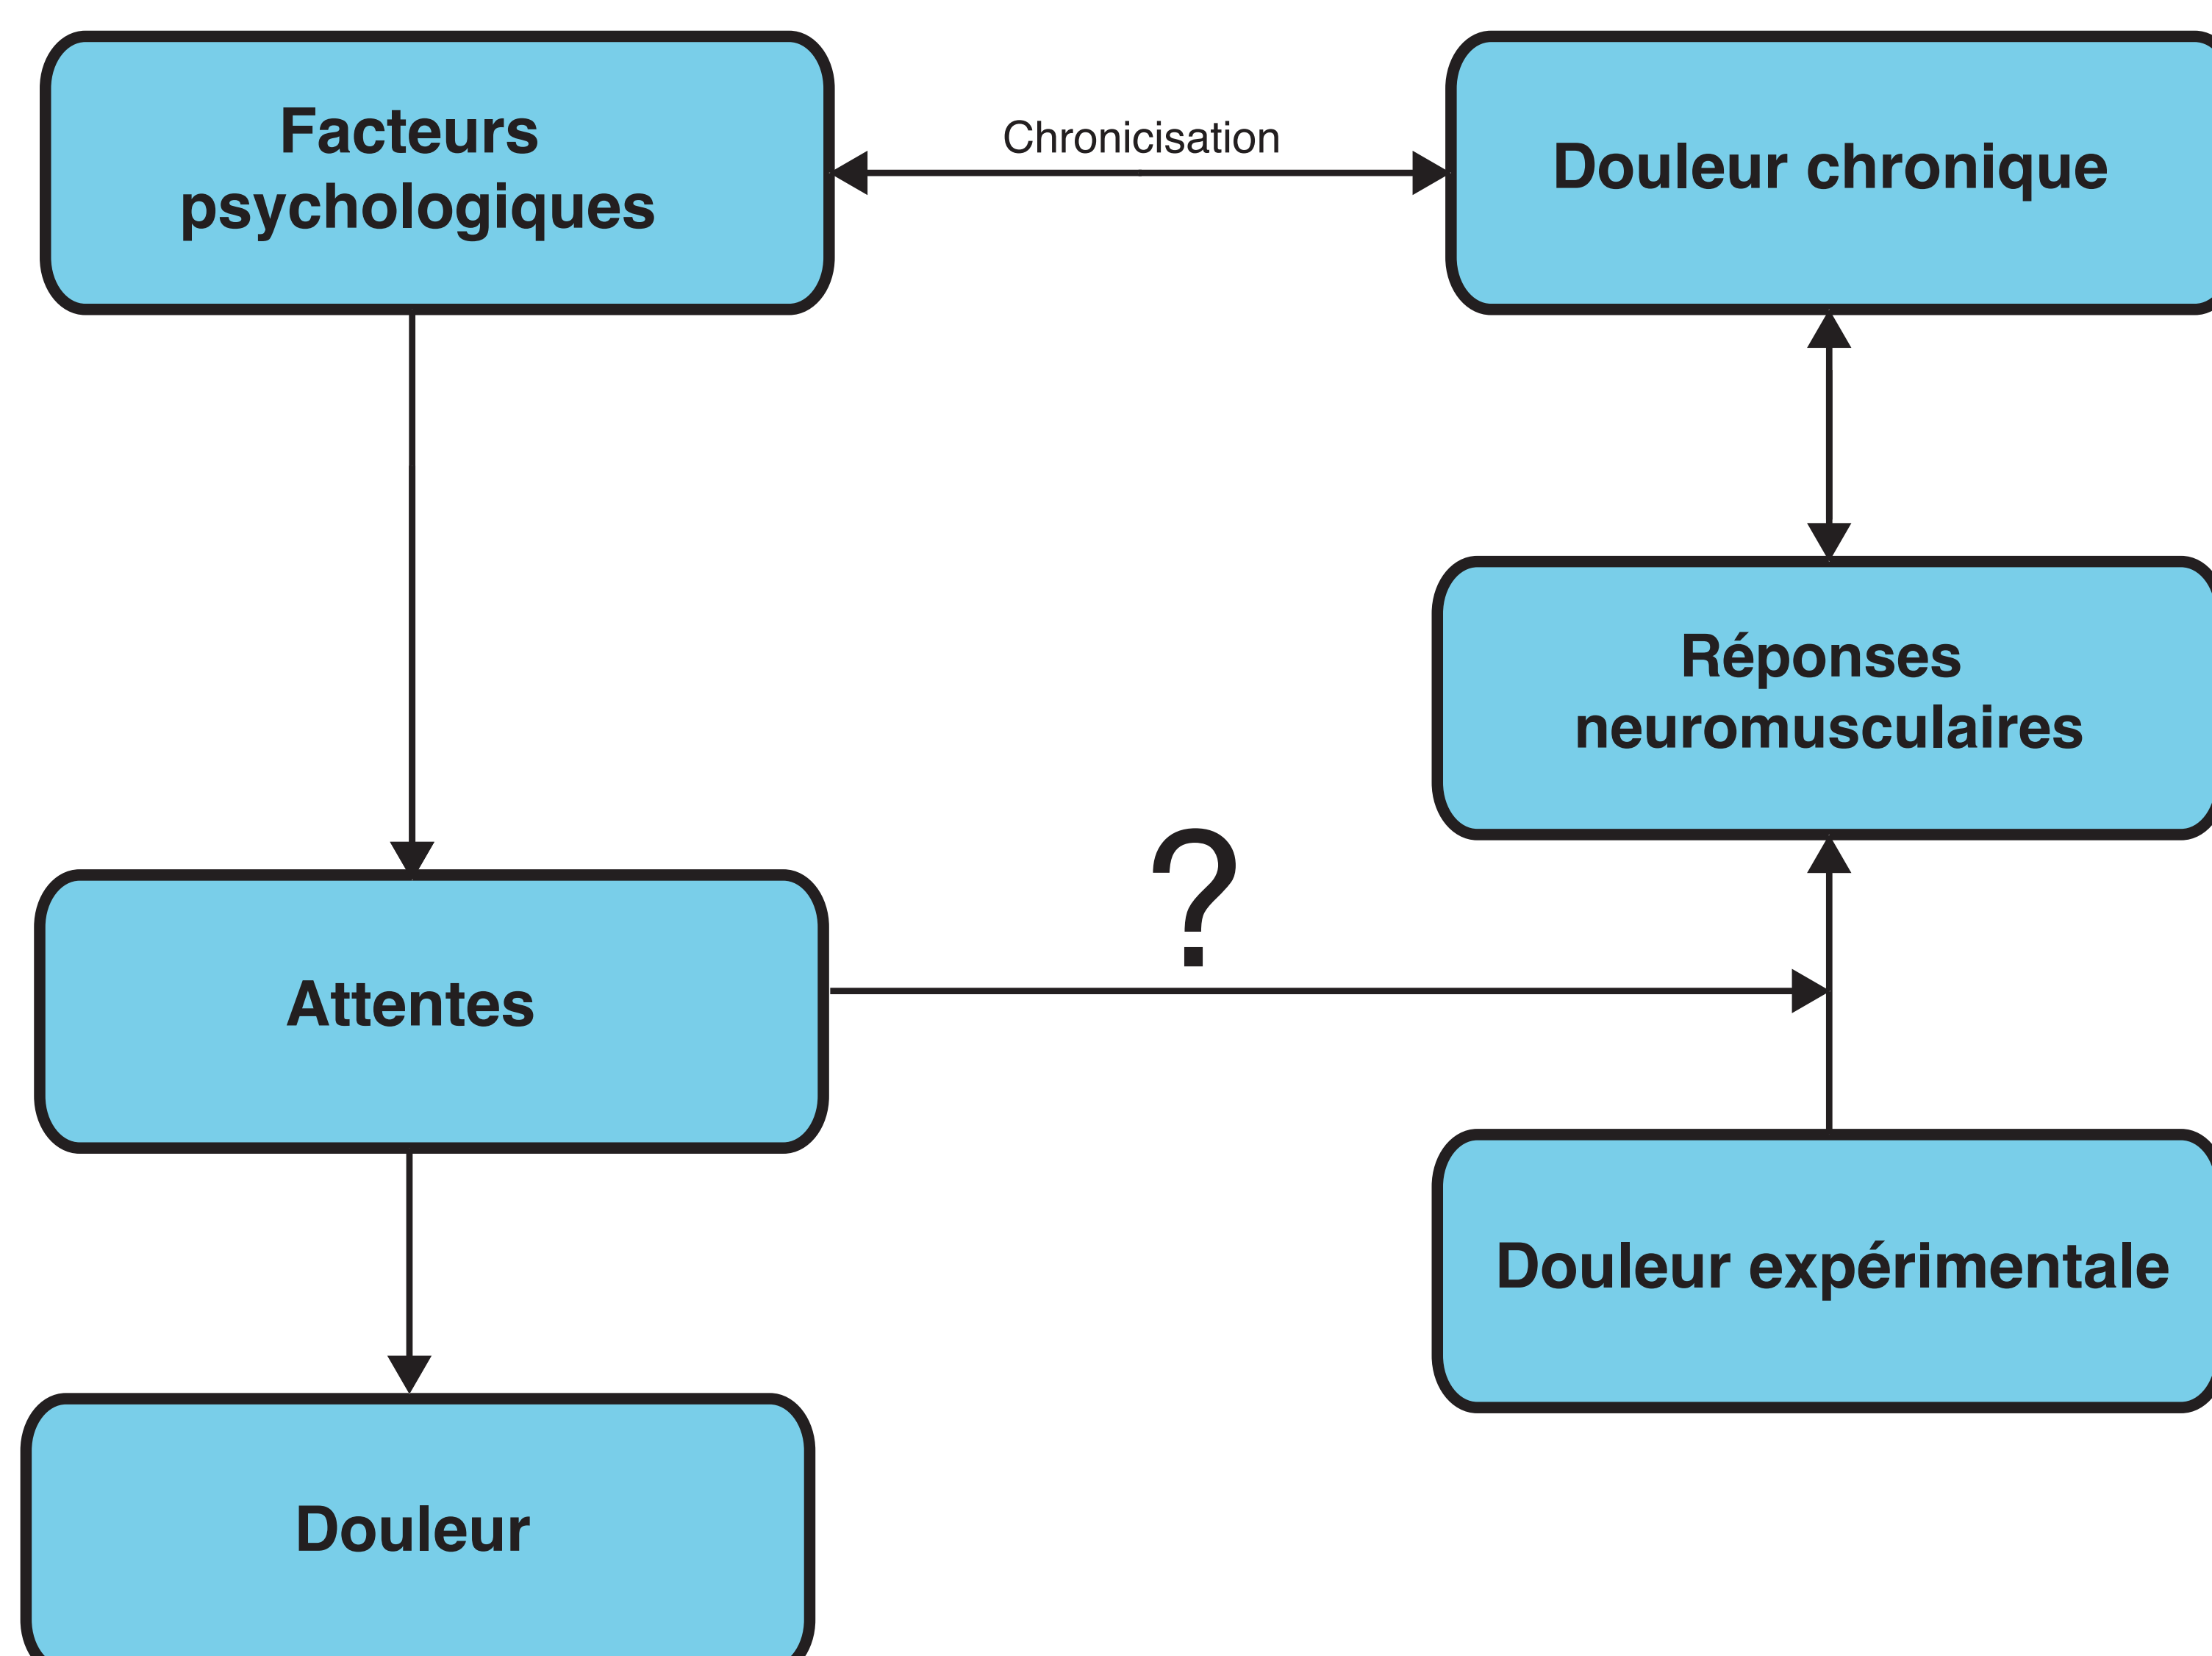 Facteurs
psychologiques
Chronicisation
Douleur chronique
Réponses
neuromusculaires
?
Attentes
Douleur expérimentale
Douleur